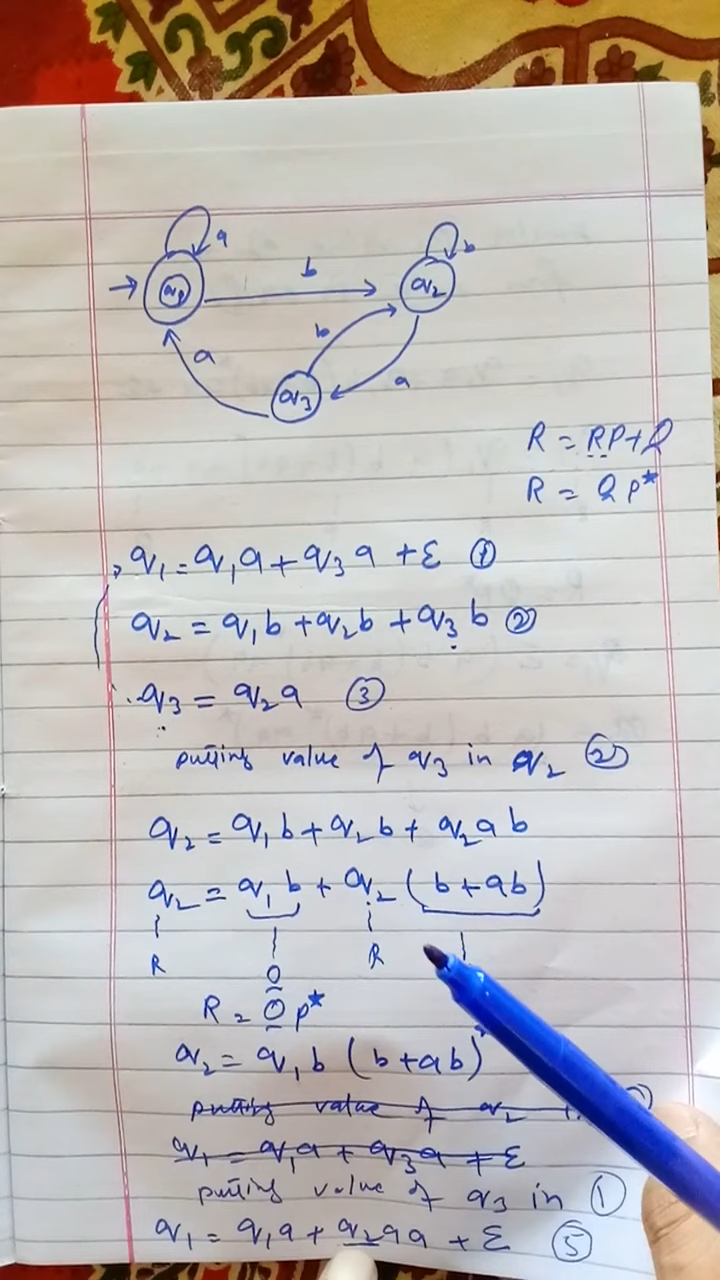 a
b
b
q1
q2
b
a
a
q3
R = RP+Q
R = QP*
q1 = q1a + q3a + ε ①
q2 = q1b + q2b + q3b ②
q3 = q2a ③
putting value of q3 in q2 ②
q2 = q1b + q2b + q2ab
q2 = q1b + q2(b+ab)
R Q R
R = QP*
q2 = q1b (b+ab)*
putting value of q2
q1 = q1a + q3a + ε
putting value of q3 in ①
q1 = q1a + q2aa + ε ⑤